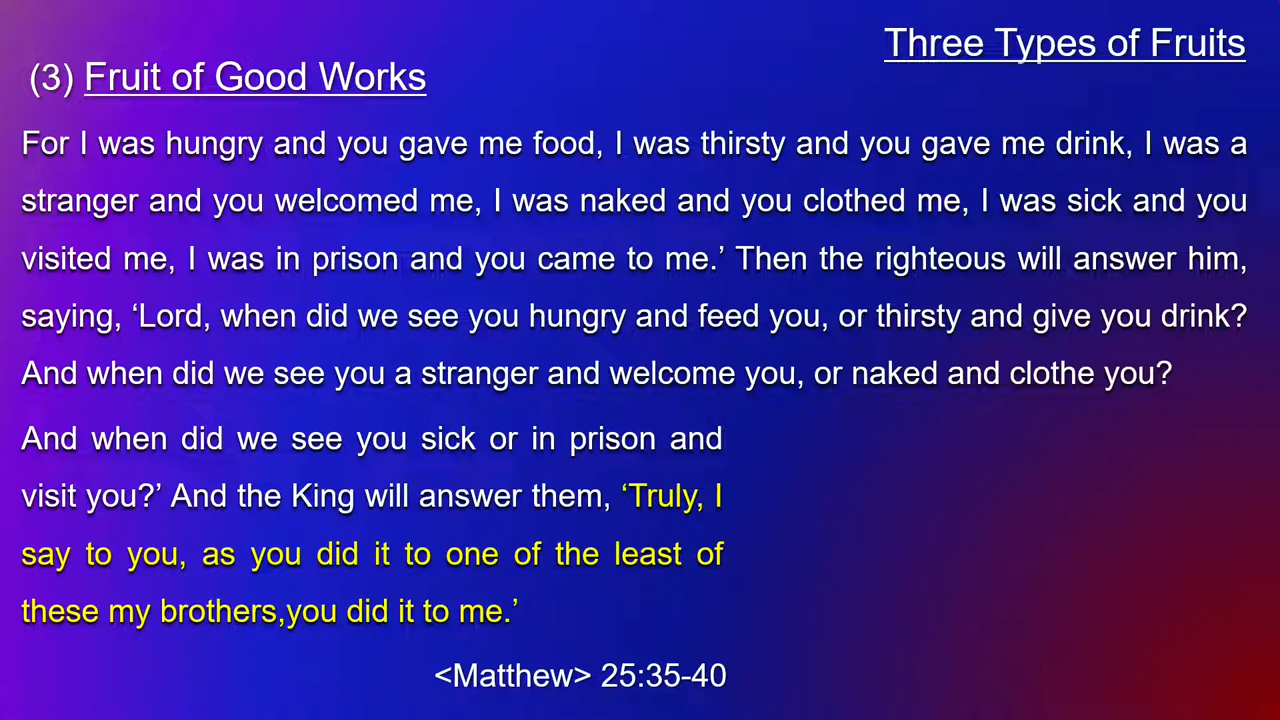 Three Types of Fruits
(3) Fruit of Good Works
For I was hungry and you gave me food, I was thirsty and you gave me drink, I was a
stranger and you welcomed me, I was naked and you clothed me, I was sick and you
visited me, I was in prison and you came to me.’ Then the righteous will answer him,
saying, ‘Lord, when did we see you hungry and feed you, or thirsty and give you drink?
And when did we see you a stranger and welcome you, or naked and clothe you?
And when did we see you sick or in prison and
visit you?’ And the King will answer them, ‘Truly, I
say to you, as you did it to one of the least of
these my brothers,you did it to me.’
<Matthew> 25:35-40